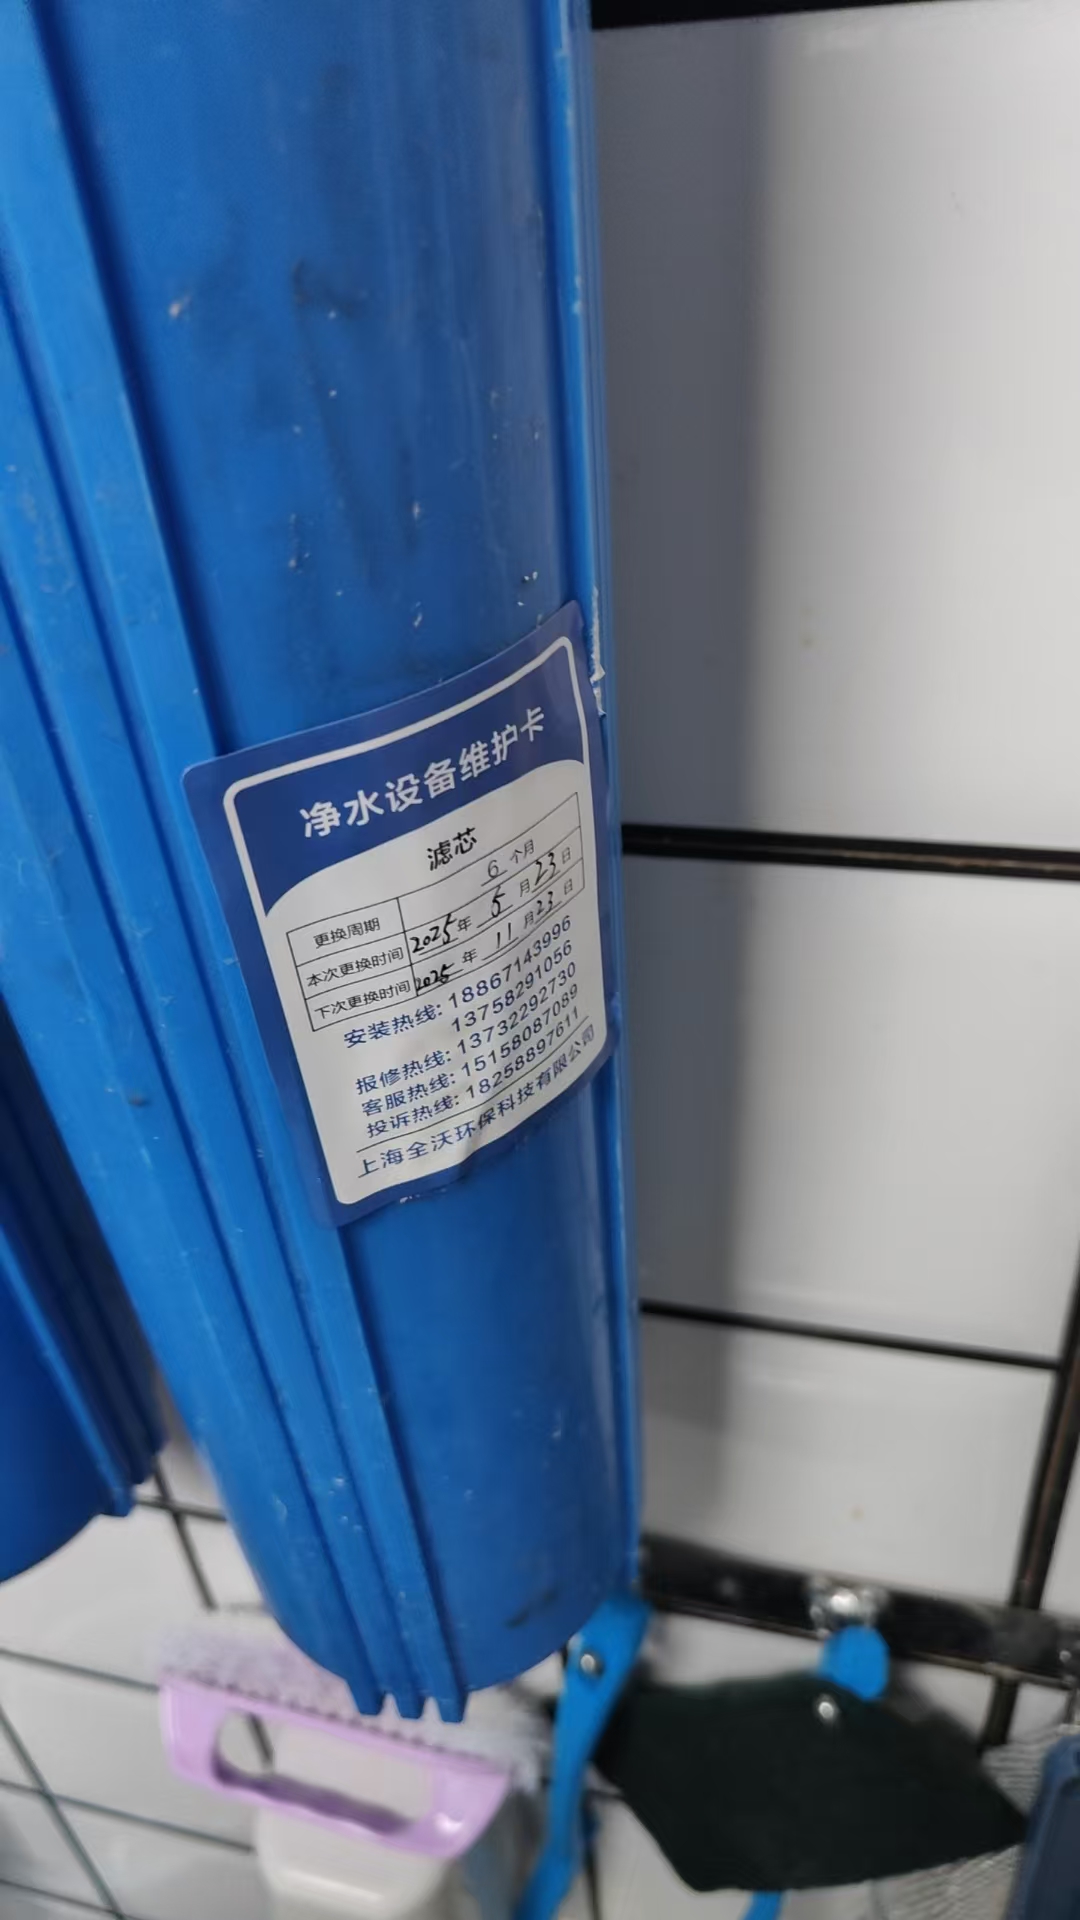 净水设备维护卡
滤芯
更换周期 6 个月
本次更换时间 2025 年 5 月 23 日
下次更换时间 2025 年 11 月 23 日
安装热线: 18867143996
13758291056
报修热线: 13732292730
客服热线: 15158087089
投诉热线: 18258897611
上海全沃环保科技有限公司